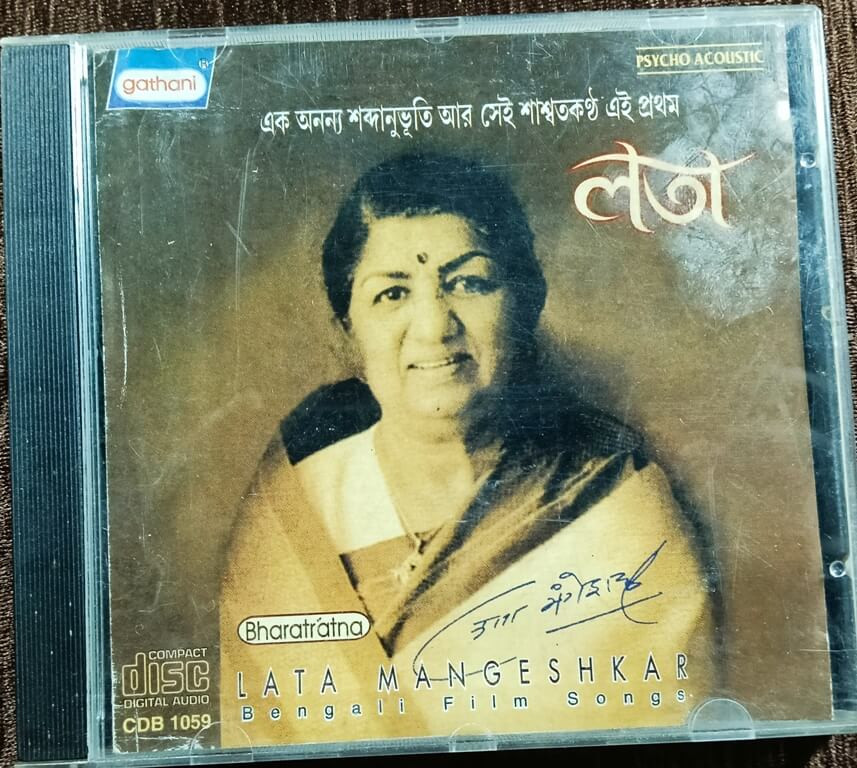 gathani
®
PSYCHO ACOUSTIC
এক অনন্য শব্দানুভূতি আর সেই শাশ্বতকণ্ঠ এই প্রথম
লতা
Bharatratna
COMPACT
disc
DIGITAL AUDIO
CDB 1059
LATA MANGESHKAR
Bengali Film Songs